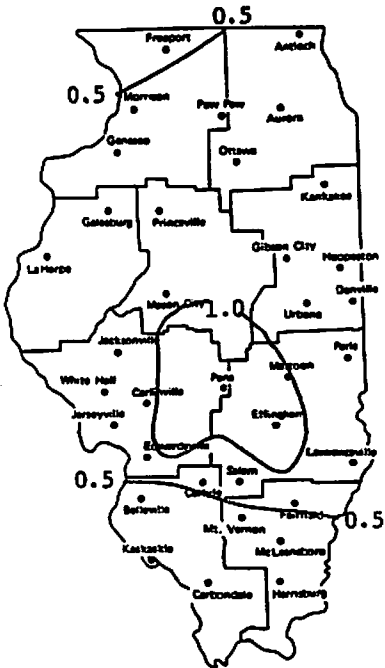 0.5
Freeport
Antioch
0.5
Morrison
Paw Paw
Aurora
Geneseo
Ottawa
Kankakee
Galesburg
Princeville
Gibson City
La Harpe
Hoopeston
Mason City
1.0
Urbana
Danville
Jacksonville
Paris
Mattoon
White Hall
Carlinville
Pana
Jerseyville
Effingham
Edwardsville
Lawrenceville
0.5
Carlyle
Salem
Belleville
Fairfield
0.5
Mt. Vernon
Kaskaskia
McLeansboro
Carbondale
Harrisburg